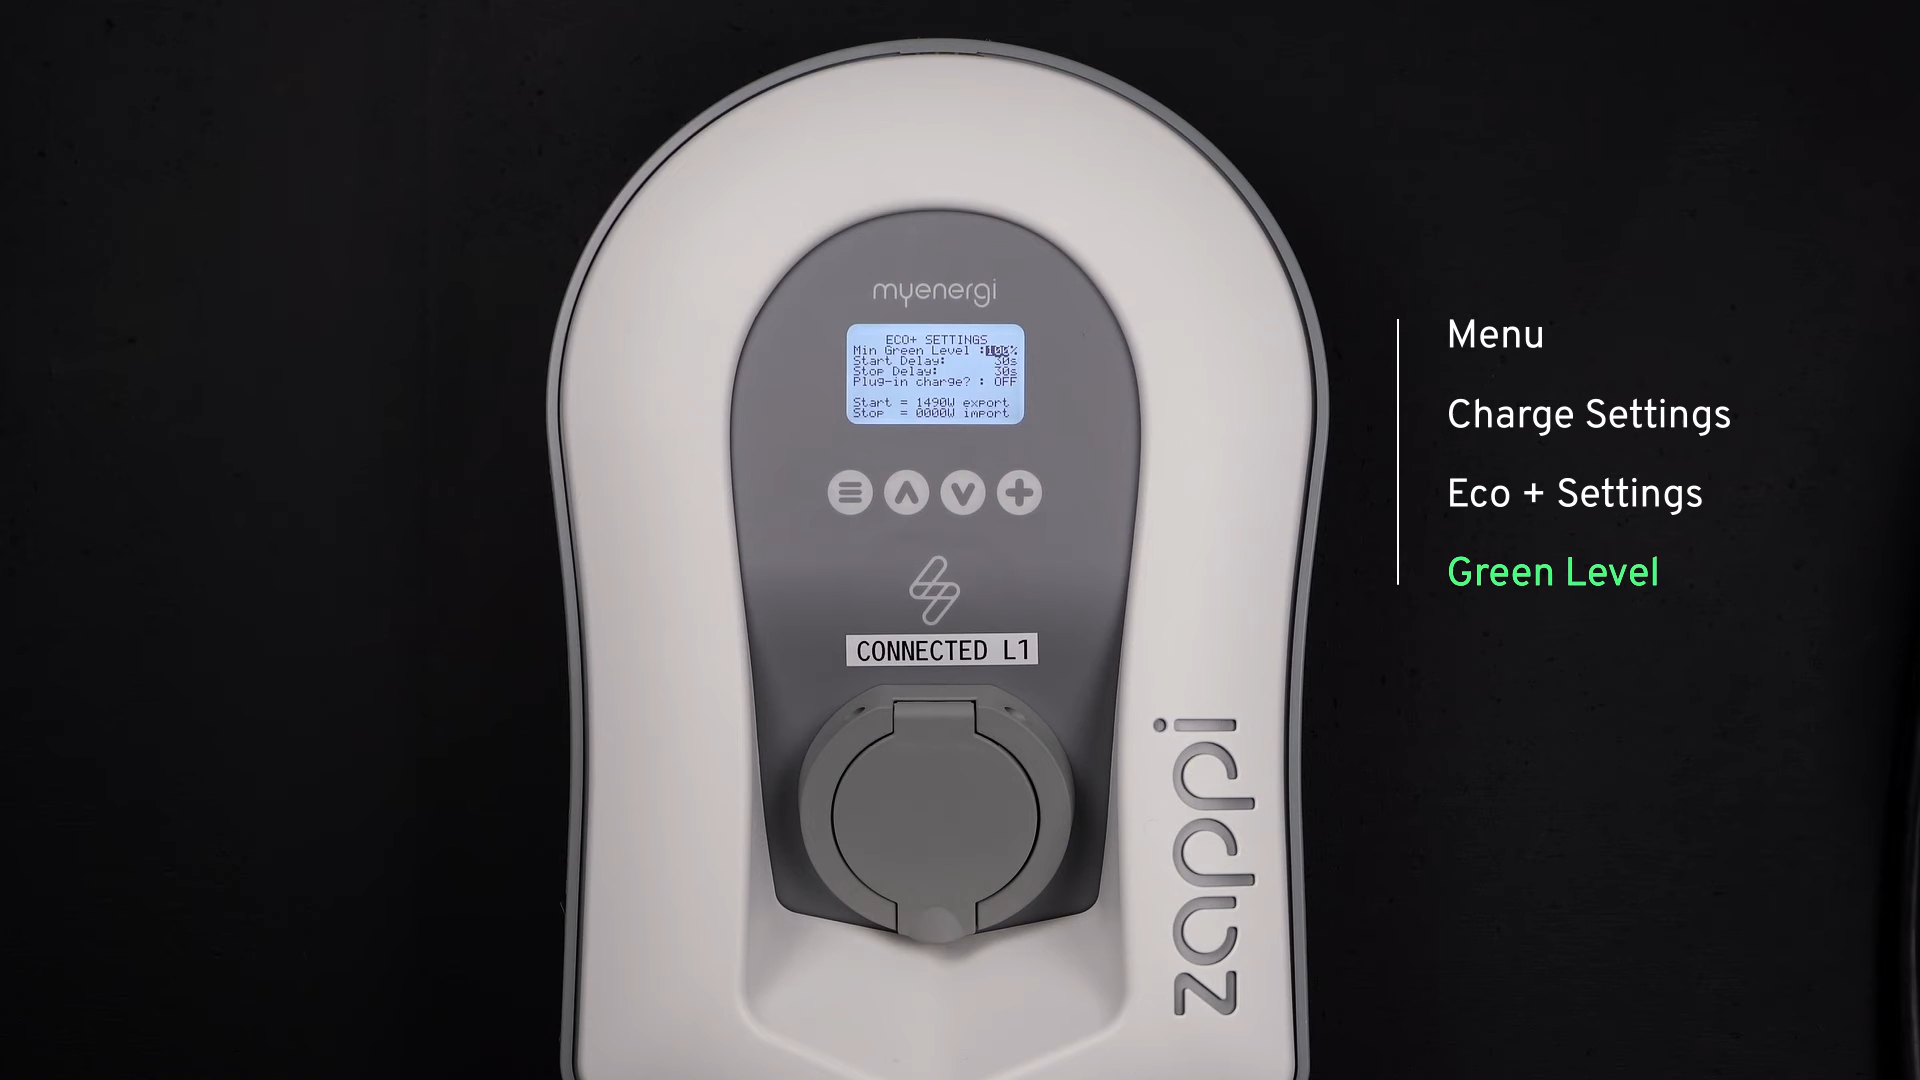 myenergi
ECO+ SETTINGS
Min Green Level :100%
Start Delay: 30s
Stop Delay: 30s
Plug-in charge? : OFF
Start = 1490W export
Stop = 0000W import
CONNECTED L1
zappi
Menu
Charge Settings
Eco + Settings
Green Level